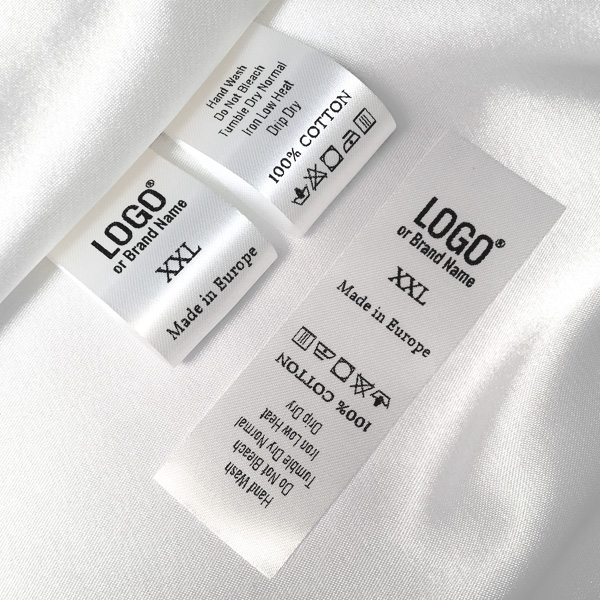 Hand Wash
Do Not Bleach
Tumble Dry Normal
Iron Low Heat
Drip Dry
100% COTTON
LOGO®
or Brand Name
XXL
Made in Europe
LOGO®
or Brand Name
XXL
Made in Europe
100% COTTON
Drip Dry
Iron Low Heat
Tumble Dry Normal
Do Not Bleach
Hand Wash